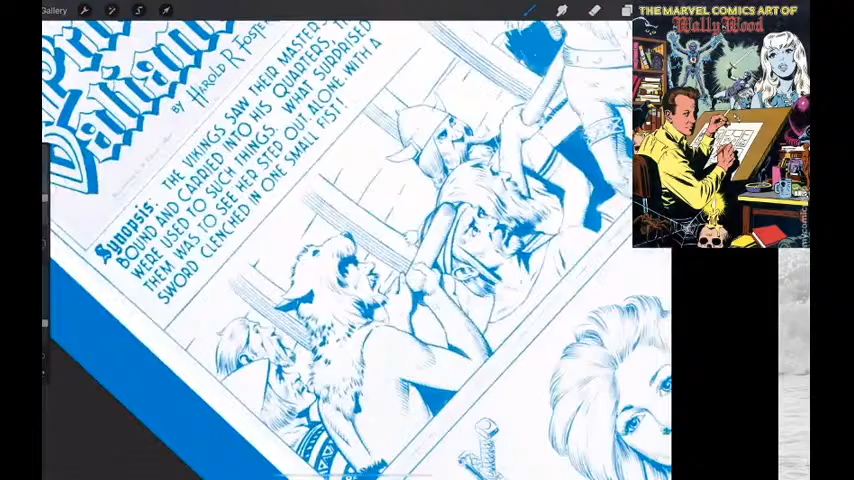 Gallery
Valiant
BY HAROLD R. FOSTER
Synopsis: THE VIKINGS SAW THEIR MASTER
BOUND AND CARRIED INTO HIS QUARTERS,
WERE USED TO SUCH THINGS. WHAT SURPRISED
THEM WAS TO SEE HER STEP OUT ALONE WITH A
SWORD CLENCHED IN ONE SMALL FIST!
THE MARVEL COMICS ART OF
Wally Wood